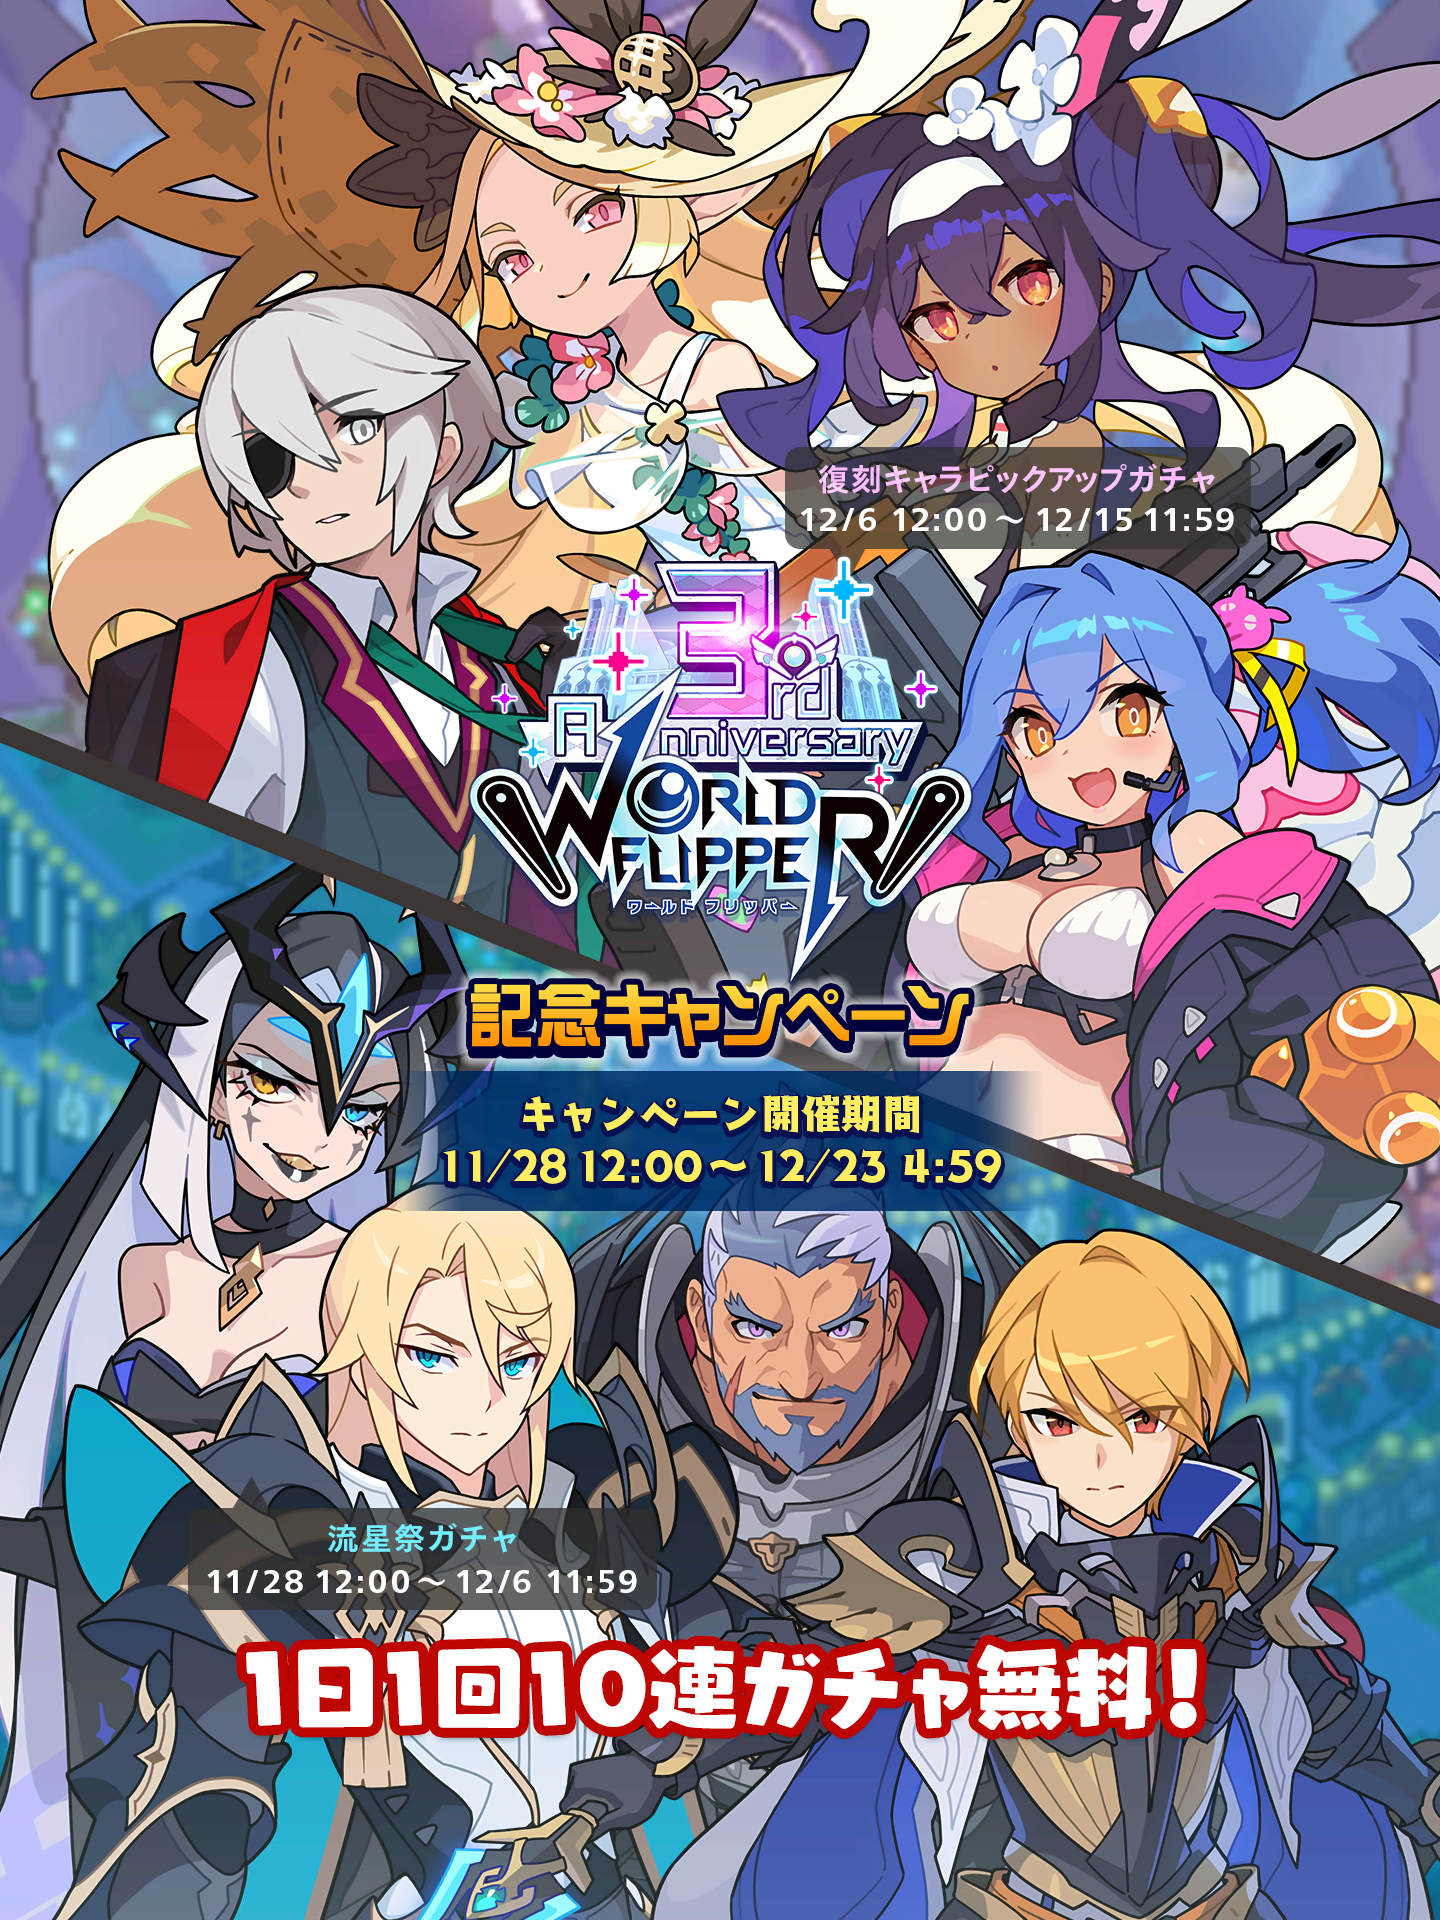 復刻キャラピックアップガチャ
12/6 12:00～12/15 11:59
3rd
Anniversary
WORLD
FLIPPER
ワールド フリッパー
記念キャンペーン
キャンペーン開催期間
11/28 12:00～12/23 4:59
流星祭ガチャ
11/28 12:00～12/6 11:59
1日1回10連ガチャ無料!